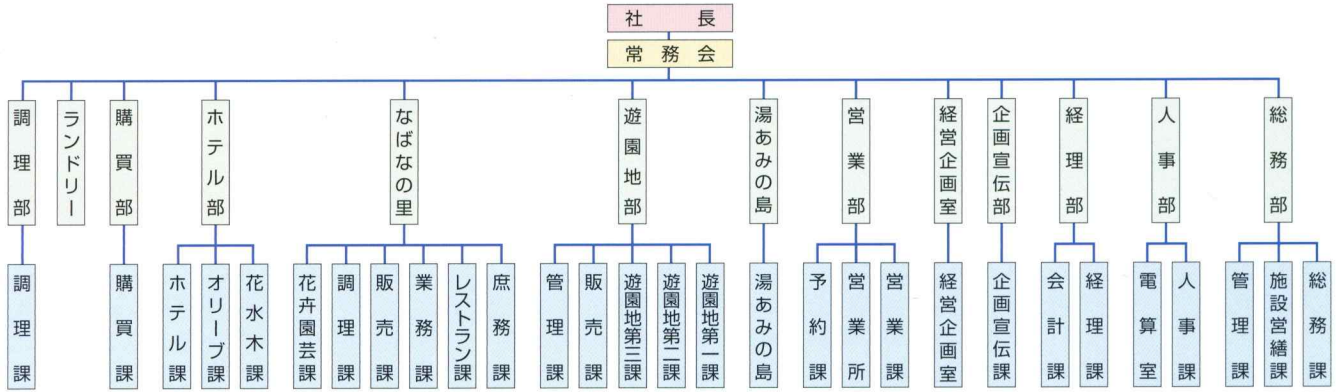 社長
常務会
調理部
ランドリー
購買部
ホテル部
なばなの里
遊園地部
湯あみの島
営業部
経営企画室
企画宣伝部
経理部
人事部
総務部
調理課
購買課
ホテル課
オリーブ課
花水木課
花卉園芸課
調理課
販売課
業務課
レストラン課
庶務課
管理課
販売課
遊園地第三課
遊園地第二課
遊園地第一課
湯あみの島
予約課
営業所
営業課
経営企画室
企画宣伝課
会計課
経理課
電算室
人事課
管理課
施設営繕課
総務課